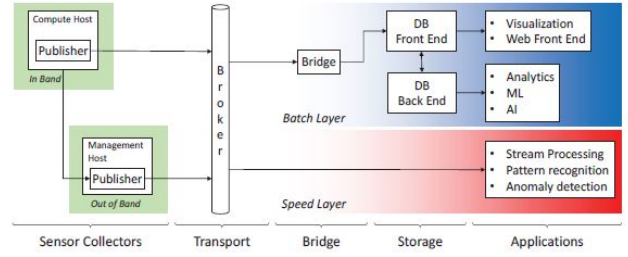 Compute Host
Publisher
In Band
Management
Host
Publisher
Out of Band
Broker
Bridge
DB
Front End
DB
Back End
• Visualization
• Web Front End
• Analytics
• ML
• AI
Batch Layer
• Stream Processing
• Pattern recognition
• Anomaly detection
Speed Layer
Sensor Collectors
Transport
Bridge
Storage
Applications